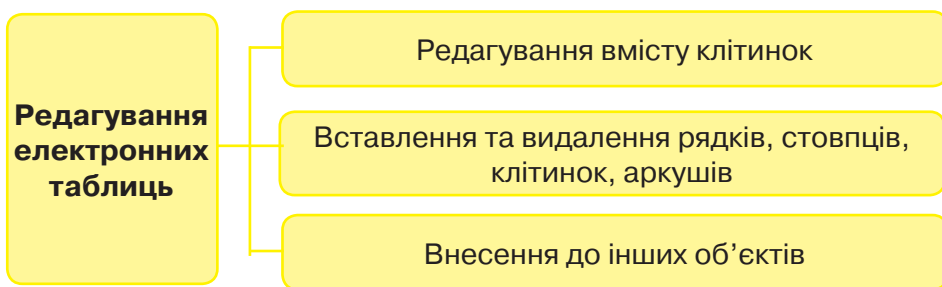 Редагування
електронних
таблиць
Редагування вмісту клітинок
Вставлення та видалення рядків, стовпців,
клітинок, аркушів
Внесення до інших об’єктів